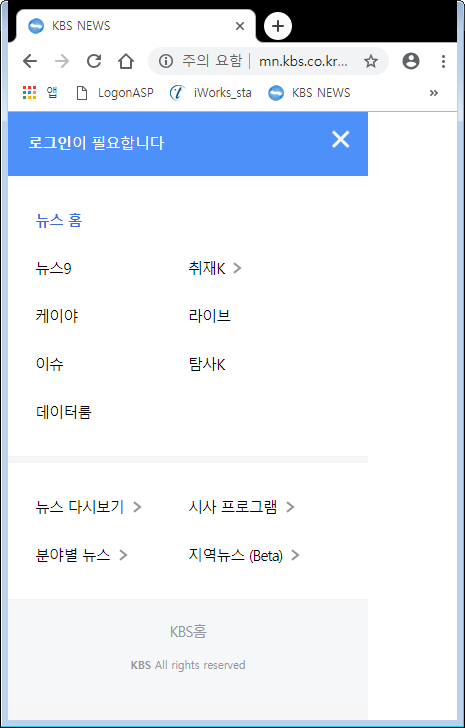 KBS NEWS
주의 요함 | mn.kbs.co.kr...
앱 LogonASP iWorks_sta KBS NEWS »
로그인이 필요합니다
뉴스 홈
뉴스9 취재K
케이야 라이브
이슈 탐사K
데이터룸
뉴스 다시보기 시사 프로그램
분야별 뉴스 지역뉴스 (Beta)
KBS홈
KBS All rights reserved